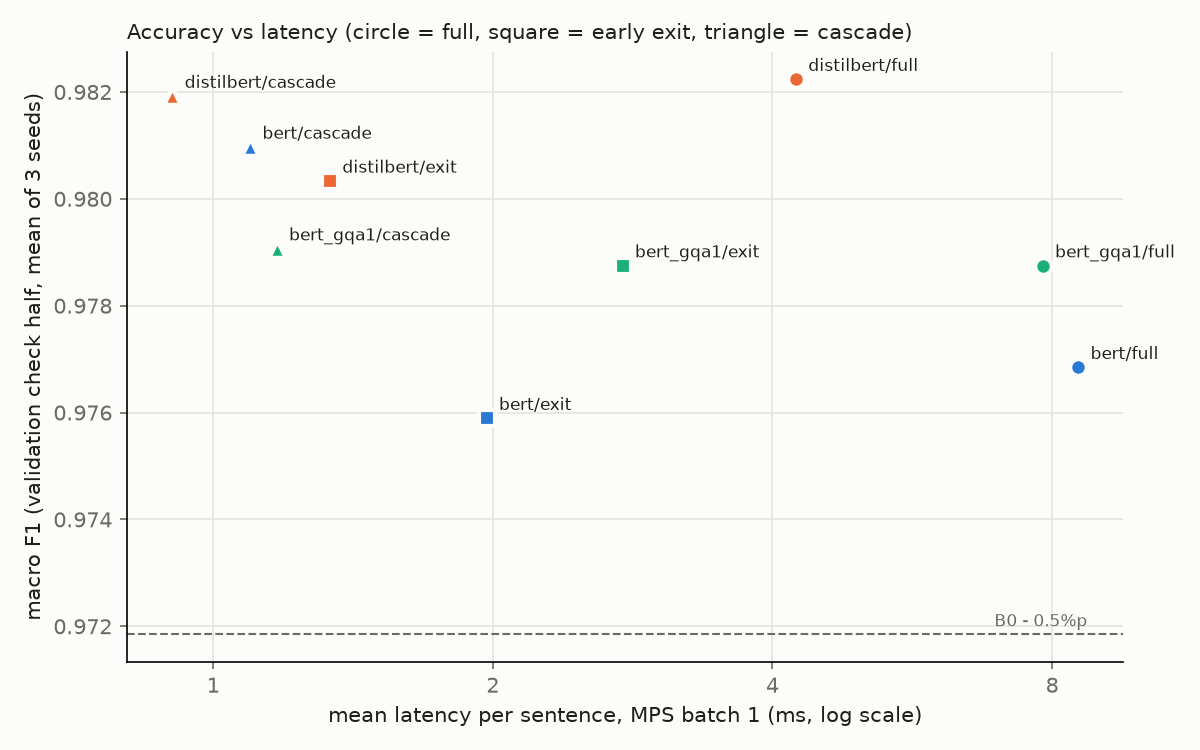 Accuracy vs latency (circle = full, square = early exit, triangle = cascade)
distilbert/full
distilbert/cascade
0.982
bert/cascade
distilbert/exit
0.980
bert_gqa1/cascade
bert_gqa1/exit
bert_gqa1/full
0.978
bert/full
bert/exit
0.976
0.974
B0 - 0.5%p
0.972
macro F1 (validation check half, mean of 3 seeds)
1
2
4
8
mean latency per sentence, MPS batch 1 (ms, log scale)